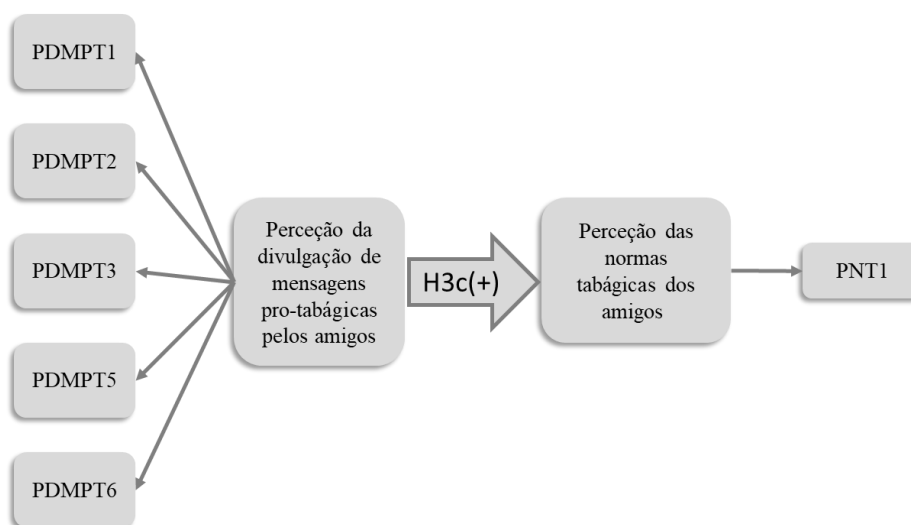 PDMPT1
PDMPT2
PDMPT3
PDMPT5
PDMPT6
Perceção da
divulgação de
mensagens
pro-tabágicas
pelos amigos
H3c(+)
Perceção das
normas
tabágicas dos
amigos
PNT1